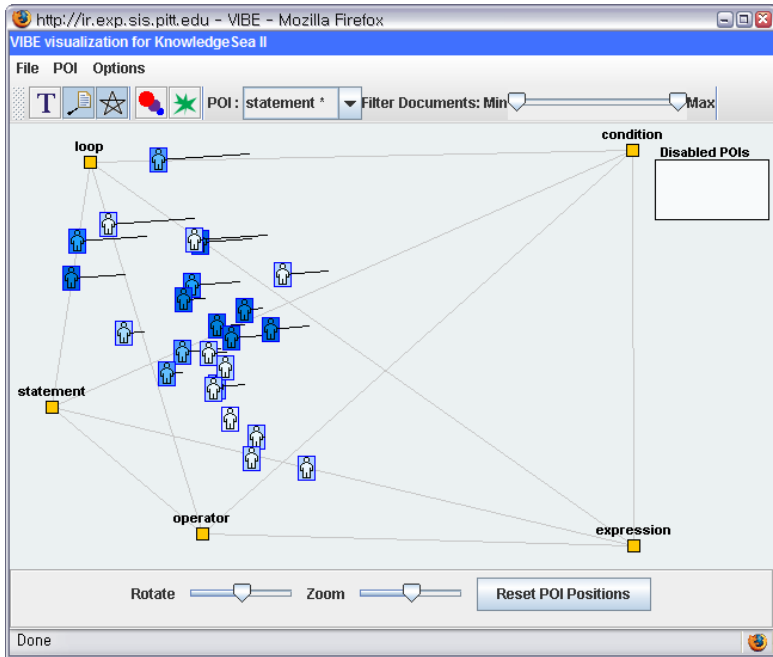 http://ir.exp.sis.pitt.edu - VIBE - Mozilla Firefox
VIBE visualization for KnowledgeSea II
File POI Options
T POI : statement * Filter Documents: Min Max
loop
condition
Disabled POIs
statement
operator
expression
Rotate Zoom Reset POI Positions
Done